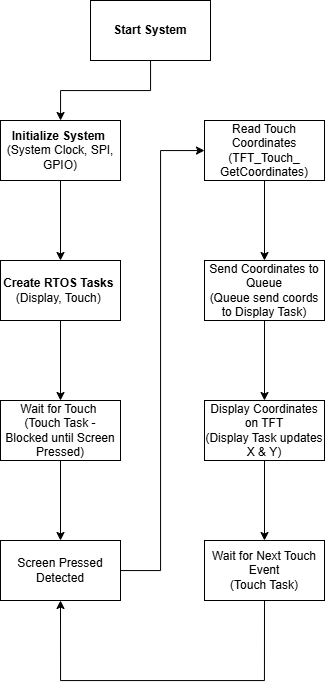 Start System
Initialize System
(System Clock, SPI,
GPIO)
Create RTOS Tasks
(Display, Touch)
Wait for Touch
(Touch Task -
Blocked until Screen
Pressed)
Screen Pressed
Detected
Read Touch
Coordinates
(TFT_Touch_
GetCoordinates)
Send Coordinates to
Queue
(Queue send coords
to Display Task)
Display Coordinates
on TFT
(Display Task updates
X & Y)
Wait for Next Touch
Event
(Touch Task)